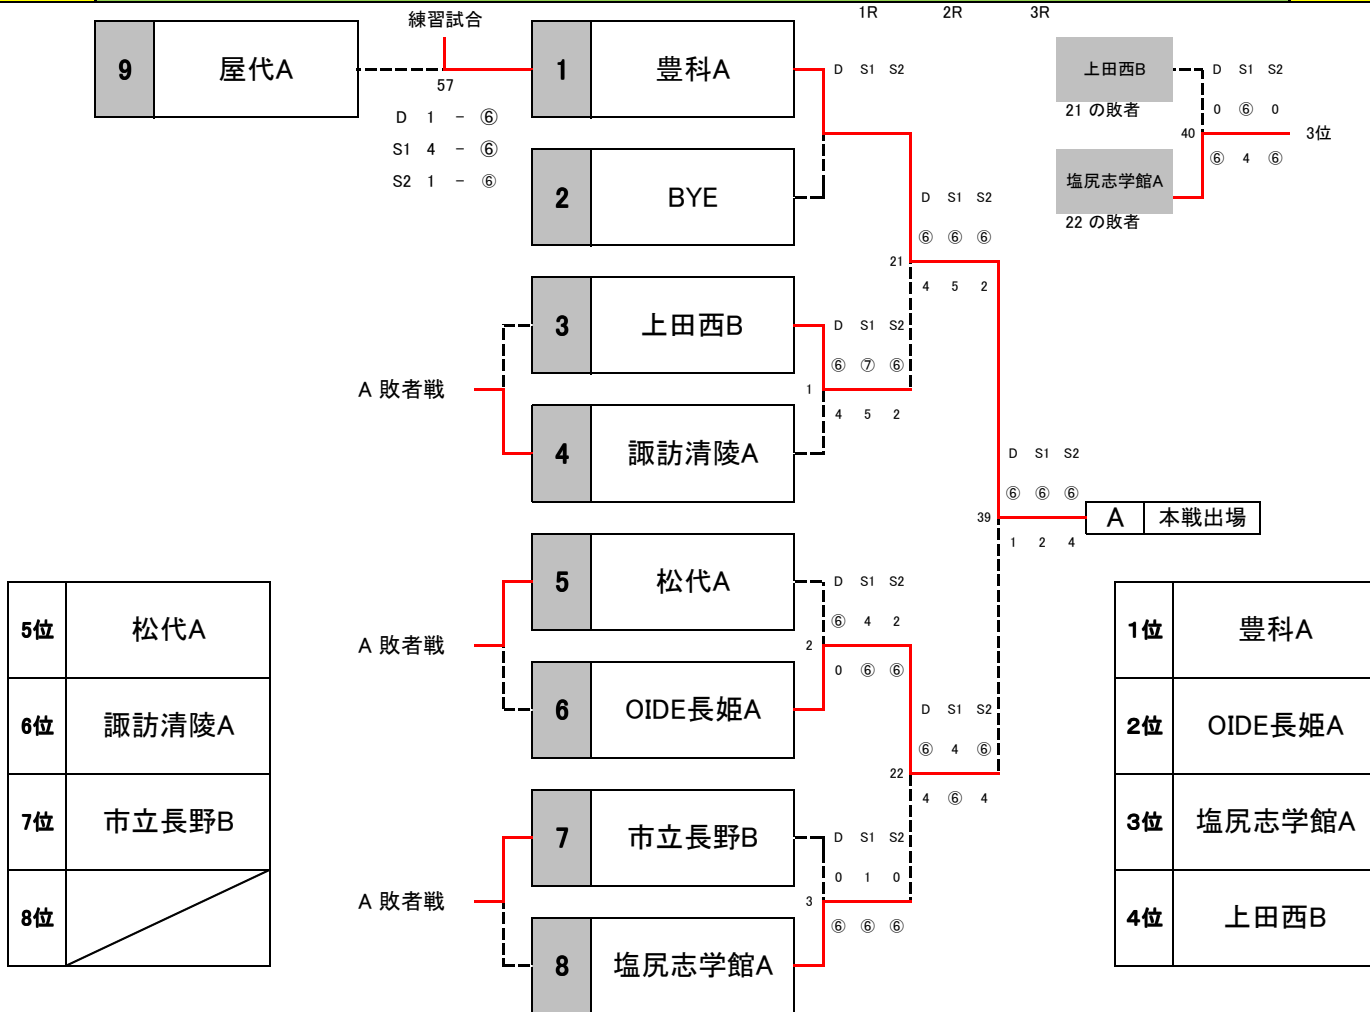 1R 2R 3R
練習試合
9 屋代A
57
D 1 - ⑥
S1 4 - ⑥
S2 1 - ⑥
1 豊科A
D S1 S2
2 BYE
D S1 S2
⑥ ⑥ ⑥
21
4 5 2
3 上田西B
D S1 S2
⑥ ⑦ ⑥
A 敗者戦
1
4 5 2
4 諏訪清陵A
D S1 S2
⑥ ⑥ ⑥
39
1 2 4
A 本戦出場
5 松代A
D S1 S2
⑥ 4 2
A 敗者戦
2
0 ⑥ ⑥
6 OIDE長姫A
D S1 S2
⑥ 4 ⑥
22
4 ⑥ 4
7 市立長野B
D S1 S2
0 1 0
A 敗者戦
3
⑥ ⑥ ⑥
8 塩尻志学館A
上田西B
D S1 S2
21 の敗者
0 ⑥ 0
40
3位
⑥ 4 ⑥
塩尻志学館A
22 の敗者
5位 松代A
6位 諏訪清陵A
7位 市立長野B
8位
1位 豊科A
2位 OIDE長姫A
3位 塩尻志学館A
4位 上田西B